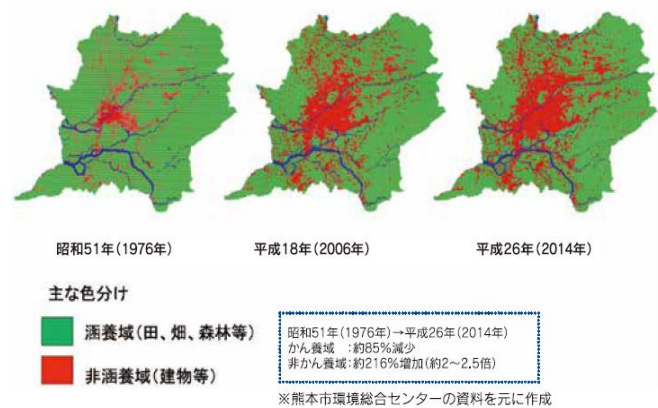 昭和51年(1976年)
平成18年(2006年)
平成26年(2014年)
主な色分け
涵養域(田、畑、森林等)
非涵養域(建物等)
昭和51年(1976年)→平成26年(2014年)
かん養域 :約85%減少
非かん養域:約216%増加(約2〜2.5倍)
※熊本市環境総合センターの資料を元に作成